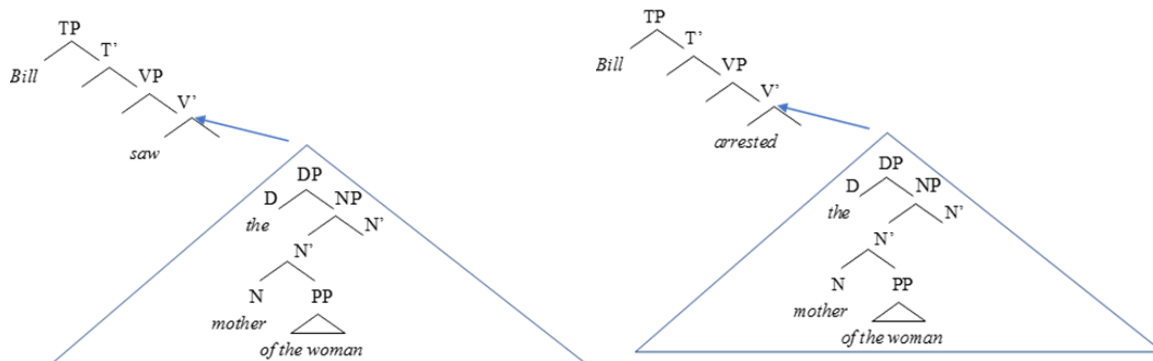 TP
T'
Bill
VP
V'
saw
DP
D
NP
the
N'
N'
N
PP
mother
of the woman
TP
T'
Bill
VP
V'
arrested
DP
D
NP
the
N'
N'
N
PP
mother
of the woman